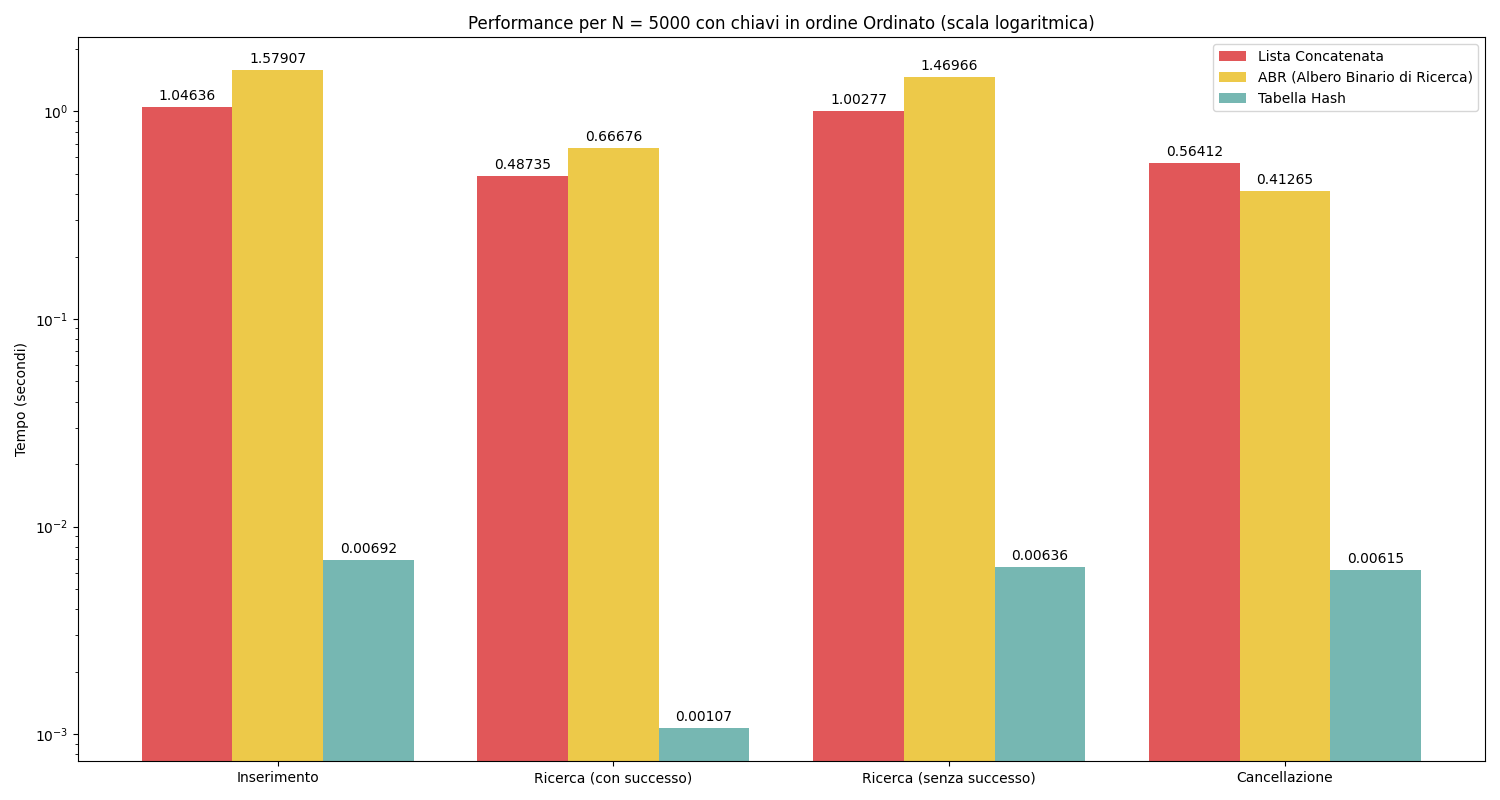 Performance per N = 5000 con chiavi in ordine Ordinato (scala logaritmica)
Lista Concatenata
ABR (Albero Binario di Ricerca)
Tabella Hash
Tempo (secondi)
10⁰
10⁻¹
10⁻²
10⁻³
1.04636
1.57907
0.00692
0.48735
0.66676
0.00107
1.00277
1.46966
0.00636
0.56412
0.41265
0.00615
Inserimento
Ricerca (con successo)
Ricerca (senza successo)
Cancellazione